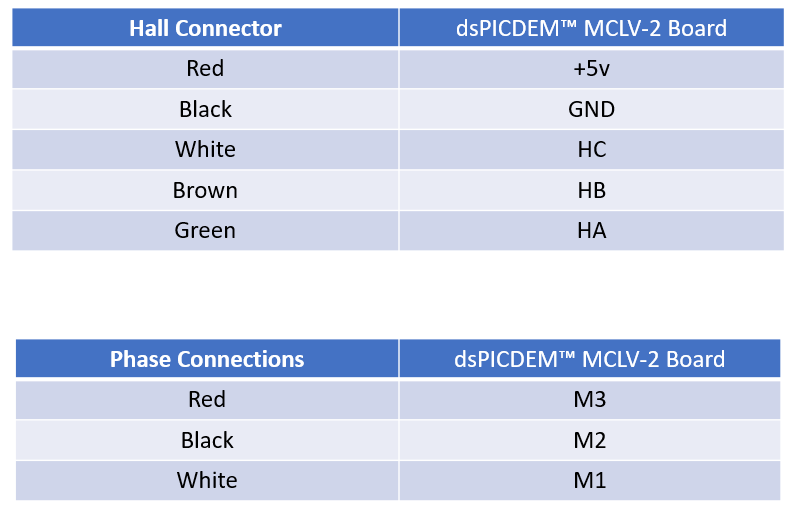 Hall Connector dsPICDEM™ MCLV-2 Board
Red +5v
Black GND
White HC
Brown HB
Green HA
Phase Connections dsPICDEM™ MCLV-2 Board
Red M3
Black M2
White M1